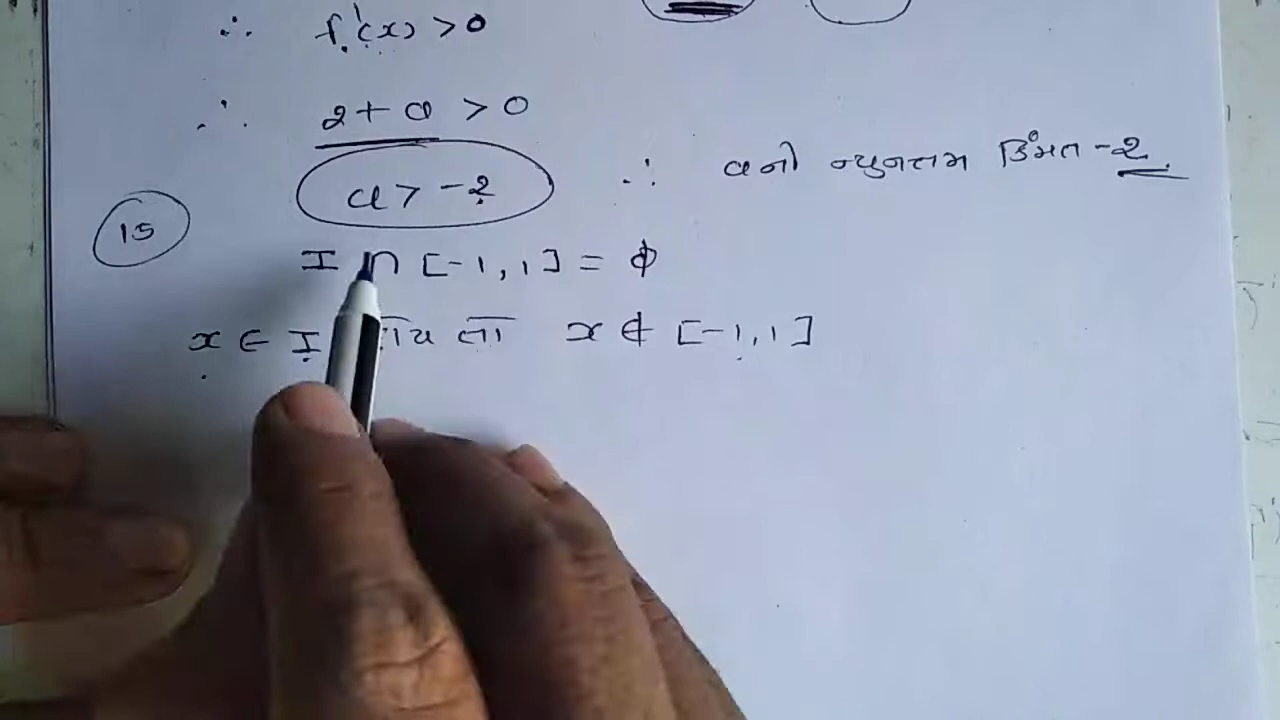 ∴ f'(x) > 0
∴ 2 + a > 0
a > -2 ∴ aની ન્યુનતમ કિંમત -2.
15
I ∩ [-1, 1] = ϕ
x ∈ I તો x ∉ [-1, 1]